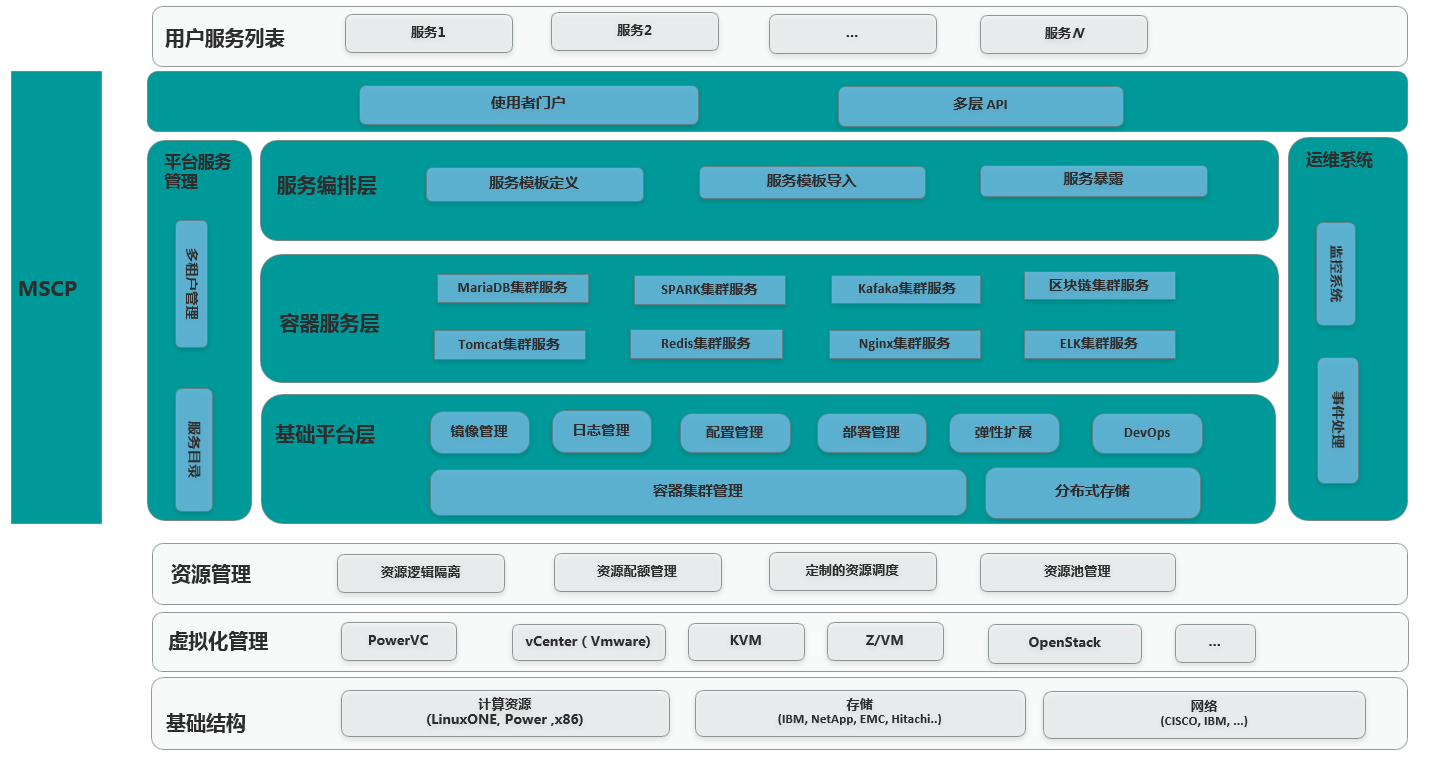 用户服务列表
服务1
服务2
...
服务N
MSCP
使用者门户
多层 API
平台服务
管理
多租户管理
服务目录
服务编排层
服务模板定义
服务模板导入
服务暴露
容器服务层
MariaDB集群服务
SPARK集群服务
Kafaka集群服务
区块链集群服务
Tomcat集群服务
Redis集群服务
Nginx集群服务
ELK集群服务
基础平台层
镜像管理
日志管理
配置管理
部署管理
弹性扩展
DevOps
容器集群管理
分布式存储
运维系统
监控系统
事件处理
资源管理
资源逻辑隔离
资源配额管理
定制的资源调度
资源池管理
虚拟化管理
PowerVC
vCenter ( Vmware)
KVM
Z/VM
OpenStack
...
基础结构
计算资源
(LinuxONE, Power ,x86)
存储
(IBM, NetApp, EMC, Hitachi..)
网络
(CISCO, IBM, ...)